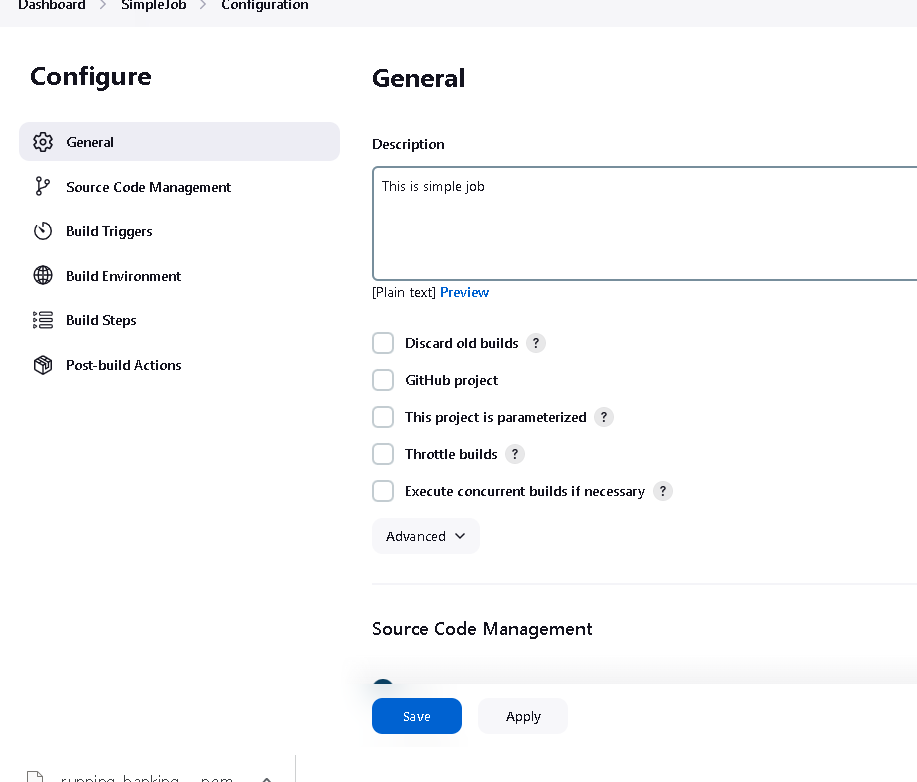 Dashboard > SimpleJob > Configuration
Configure
General
Source Code Management
Build Triggers
Build Environment
Build Steps
Post-build Actions
General
Description
This is simple job
[Plain text] Preview
Discard old builds ?
GitHub project
This project is parameterized ?
Throttle builds ?
Execute concurrent builds if necessary ?
Advanced
Source Code Management
Save Apply